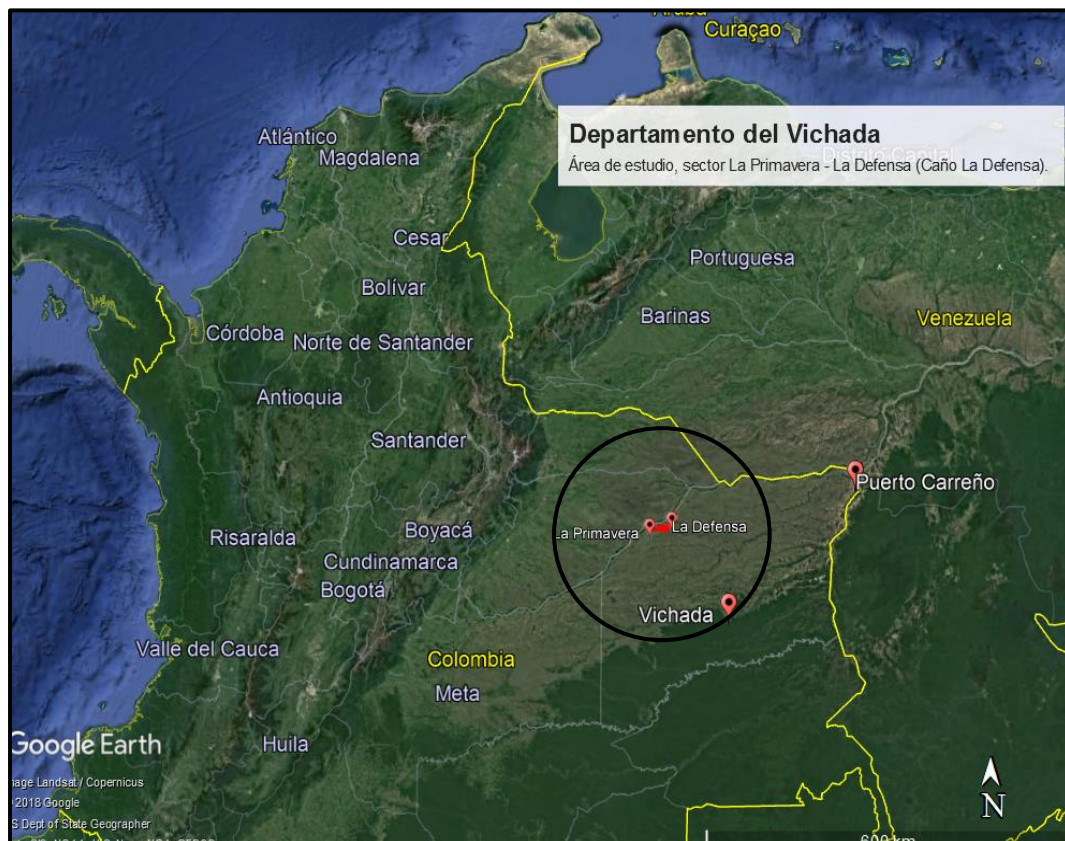 Aruba
Curaçao
Departamento del Vichada
Área de estudio, sector La Primavera - La Defensa (Caño La Defensa).
Distrito Capital
Atlántico
Magdalena
Cesar
Portuguesa
Bolívar
Barinas
Venezuela
Córdoba
Norte de Santander
Antioquia
Santander
Puerto Carreño
La Primavera
La Defensa
Risaralda
Boyacá
Cundinamarca
Bogotá
Vichada
Valle del Cauca
Colombia
Meta
Huila
Google Earth
mage Landsat / Copernicus
2018 Google
S Dept of State Geographer
N
600 km